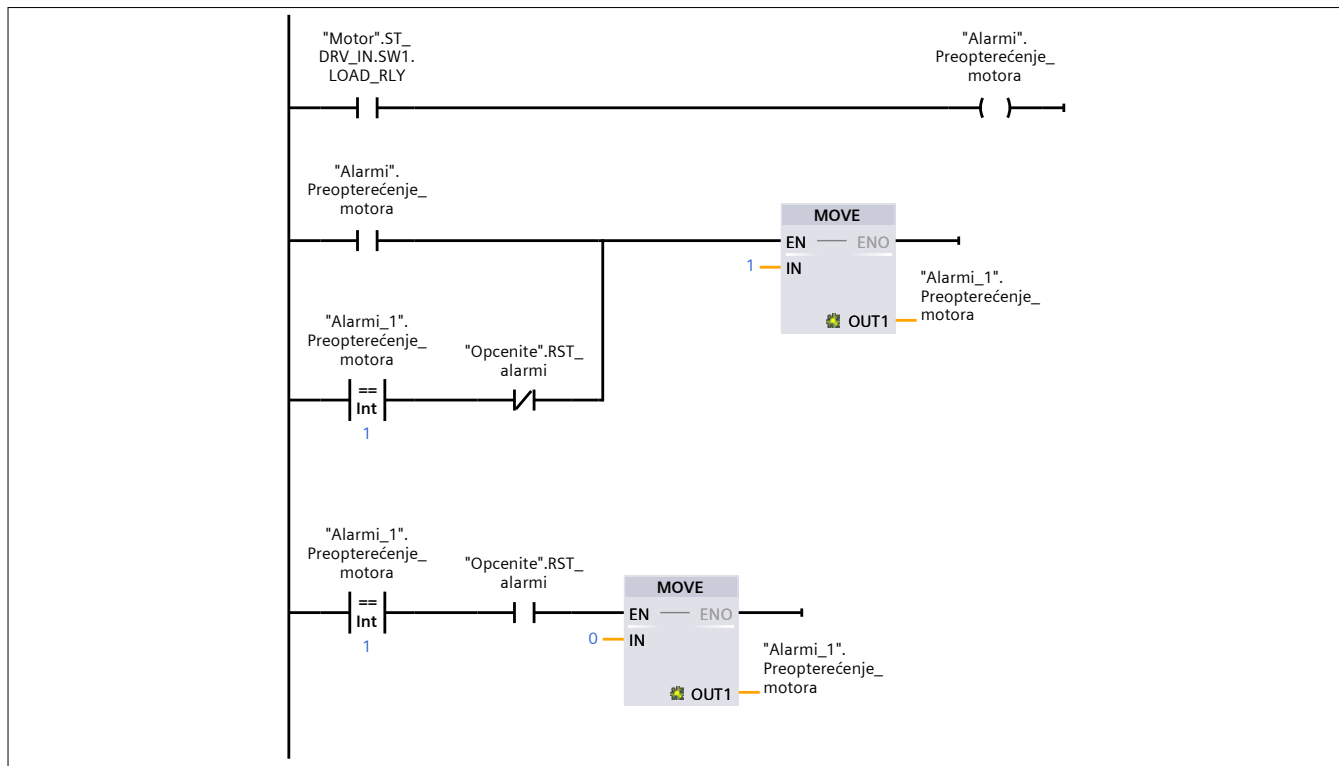 "Motor".ST_
DRV_IN.SW1.
LOAD_RLY
"Alarmi".
Preopterećenje_
motora
"Alarmi".
Preopterećenje_
motora
MOVE
EN
ENO
1
IN
"Alarmi_1".
Preopterećenje_
motora
OUT1
"Alarmi_1".
Preopterećenje_
motora
"Opcenite".RST_
alarmi
==
Int
1
"Alarmi_1".
Preopterećenje_
motora
"Opcenite".RST_
alarmi
==
Int
1
MOVE
EN
ENO
0
IN
"Alarmi_1".
Preopterećenje_
motora
OUT1